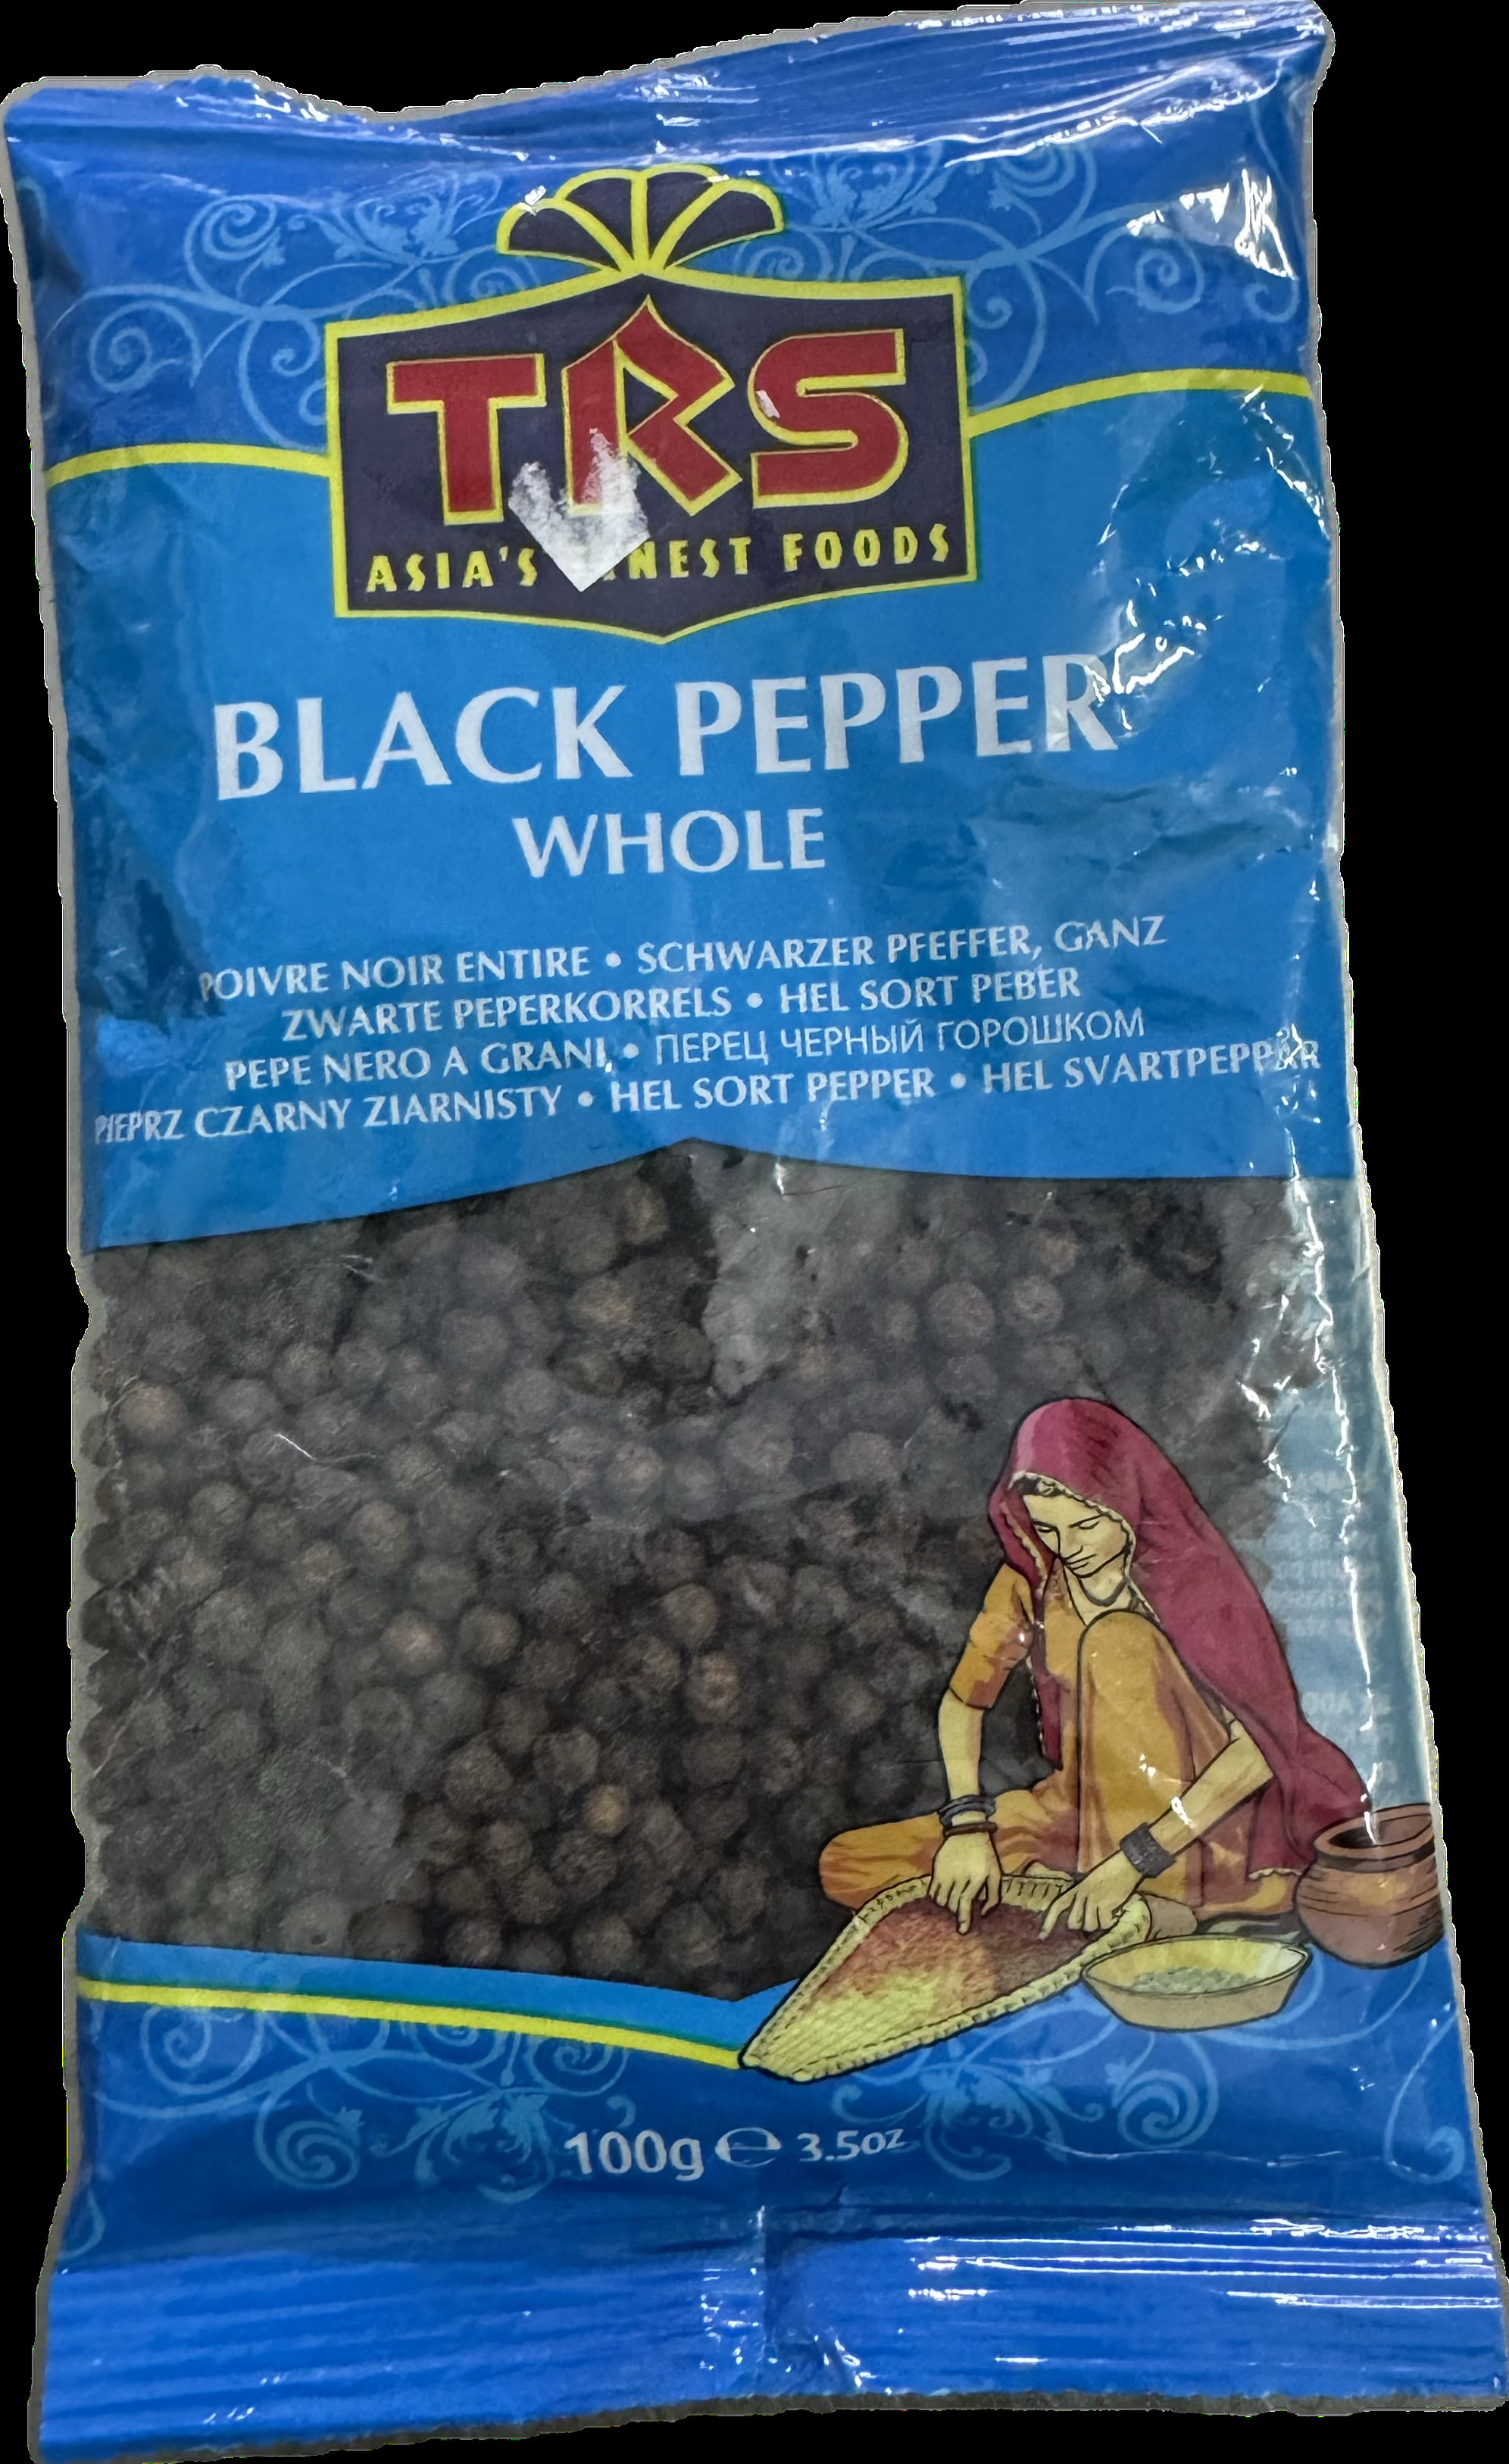 TRS
ASIA'S FINEST FOODS
BLACK PEPPER
WHOLE
POIVRE NOIR ENTIRE • SCHWARZER PFEFFER, GANZ
ZWARTE PEPERKORRELS • HEL SORT PEBER
PEPE NERO A GRANI, • ПЕРЕЦ ЧЕРНЫЙ ГОРОШКОМ
PIEPRZ CZARNY ZIARNISTY • HEL SORT PEPPER • HEL SVARTPEPPAR
100g ℮ 3.5oz